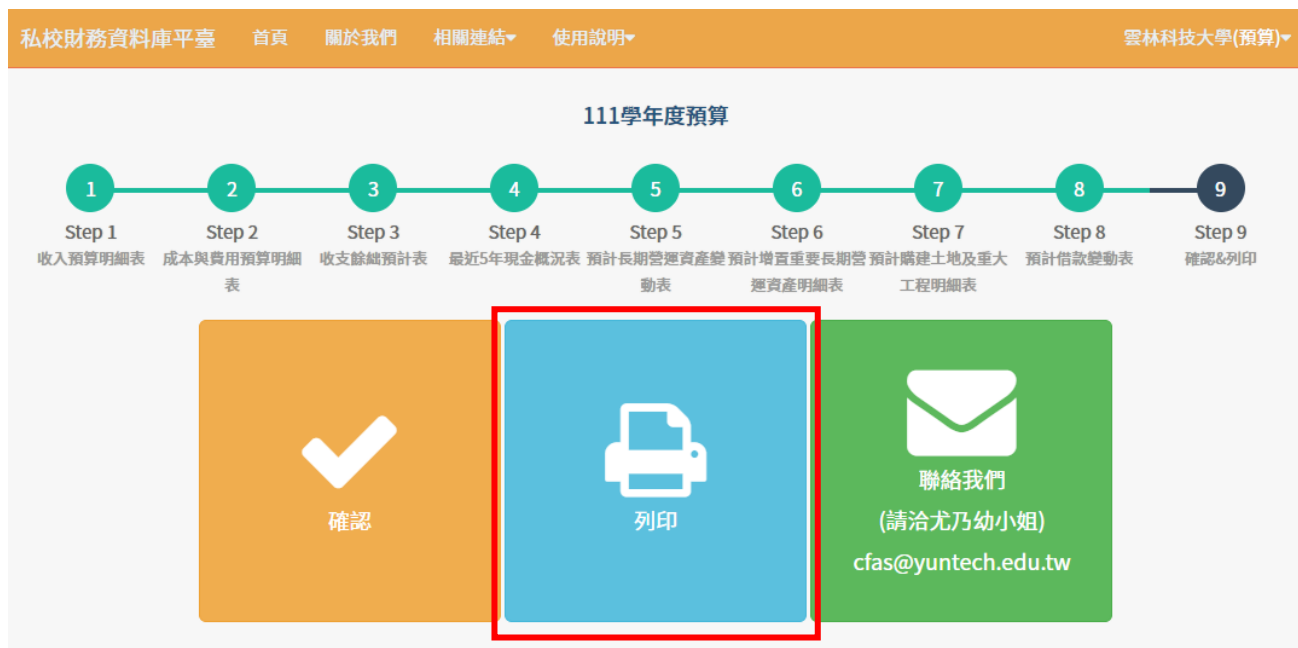 私校財務資料庫平臺 首頁 關於我們 相關連結 使用說明 雲林科技大學(預算)
111學年度預算
1 2 3 4 5 6 7 8 9
Step 1 Step 2 Step 3 Step 4 Step 5 Step 6 Step 7 Step 8 Step 9
收入預算明細表 成本與費用預算明細 收支餘絀預計表 最近5年現金概況表 預計長期營運資產變 預計增置重要長期營 預計購建土地及重大 預計借款變動表 確認&列印
表 動表 運資產明細表 工程明細表
確認
列印
聯絡我們
(請洽尤乃幼小姐)
cfas@yuntech.edu.tw